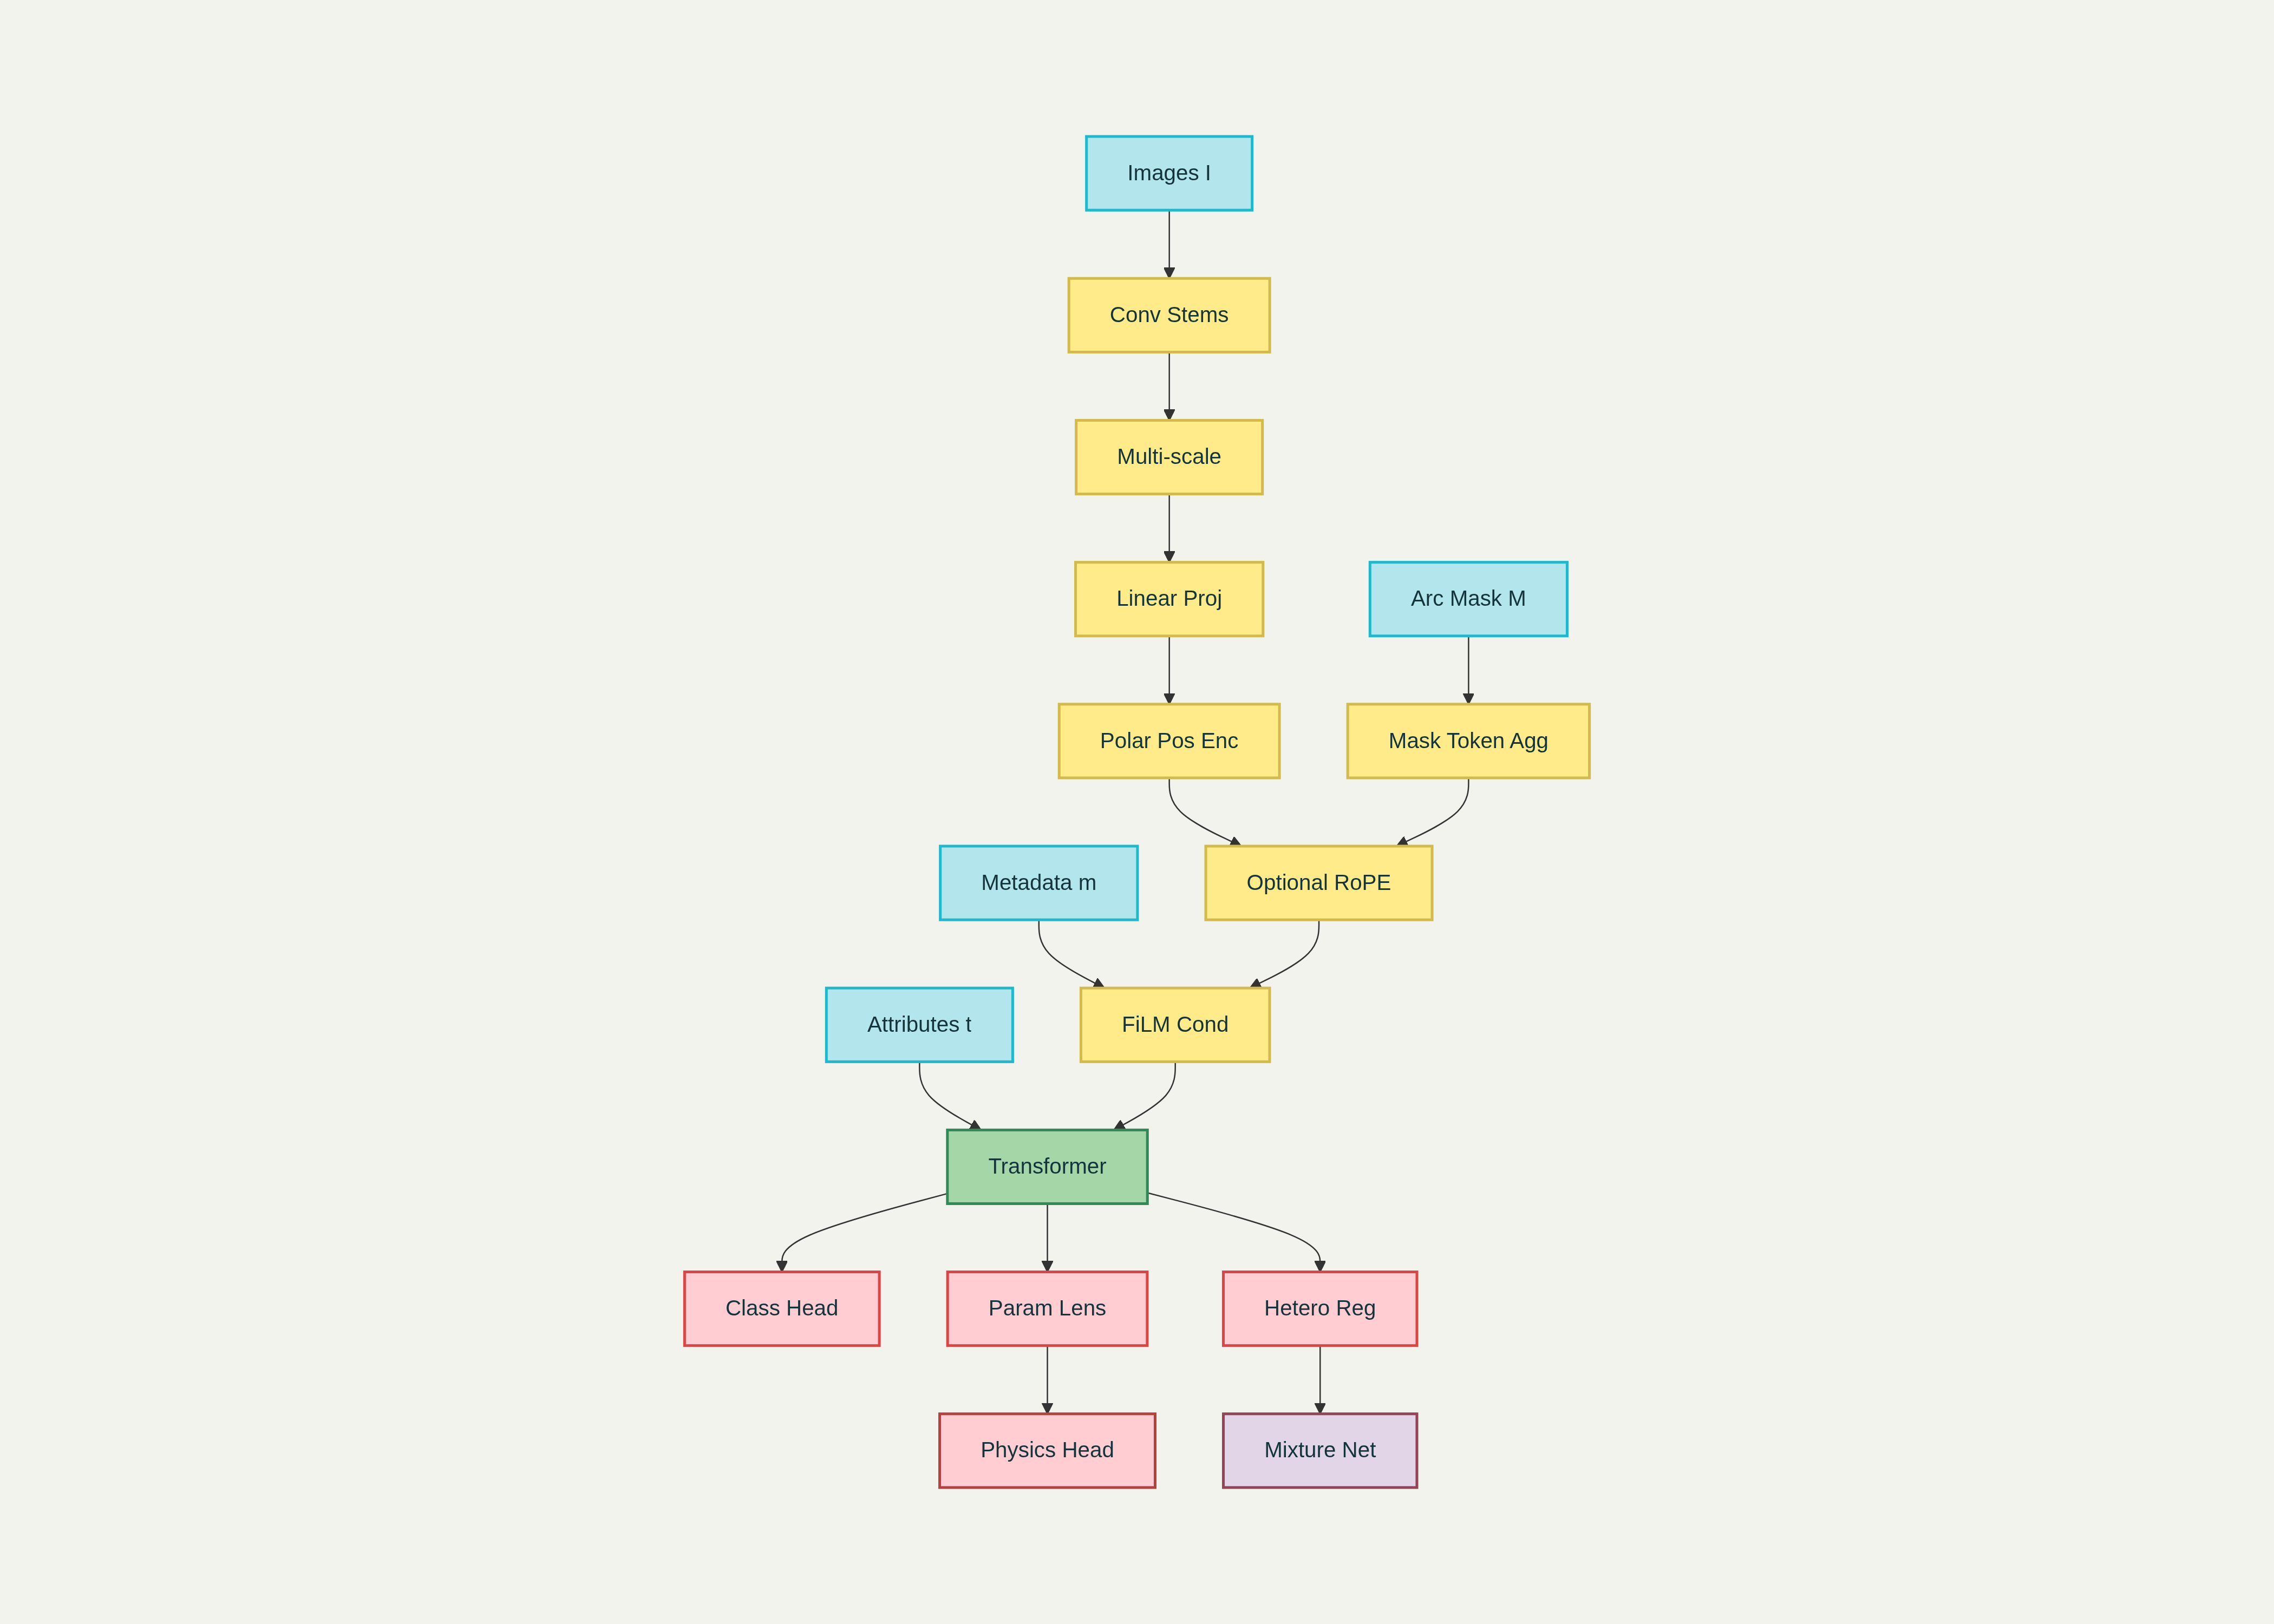 Images I
Conv Stems
Multi-scale
Linear Proj
Arc Mask M
Polar Pos Enc
Mask Token Agg
Metadata m
Optional RoPE
Attributes t
FiLM Cond
Transformer
Class Head
Param Lens
Hetero Reg
Physics Head
Mixture Net